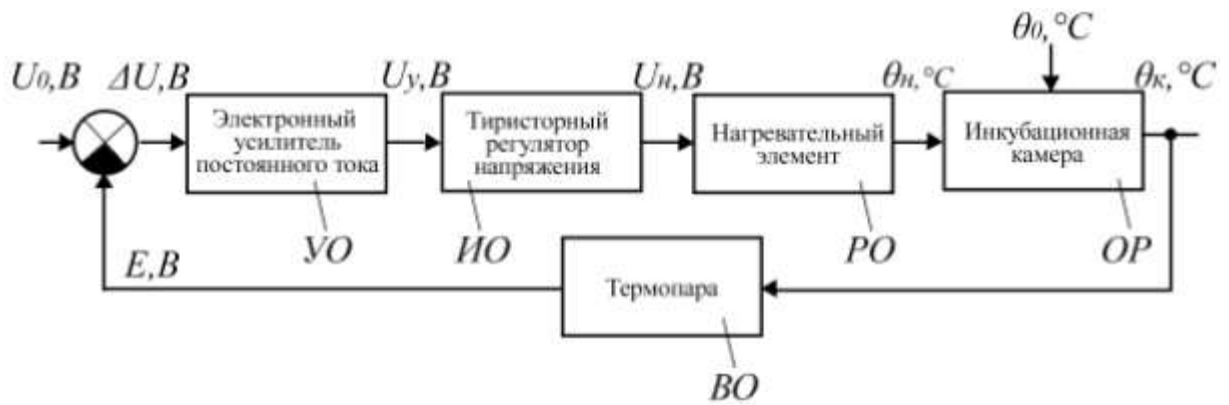 θ0,°C
U0,В
ΔU,В
Uу,В
Uн,В
θн,°C
θк,°C
Электронный
усилитель
постоянного тока
Тиристорный
регулятор
напряжения
Нагревательный
элемент
Инкубационная
камера
УО
ИО
РО
ОР
E,В
Термопара
ВО